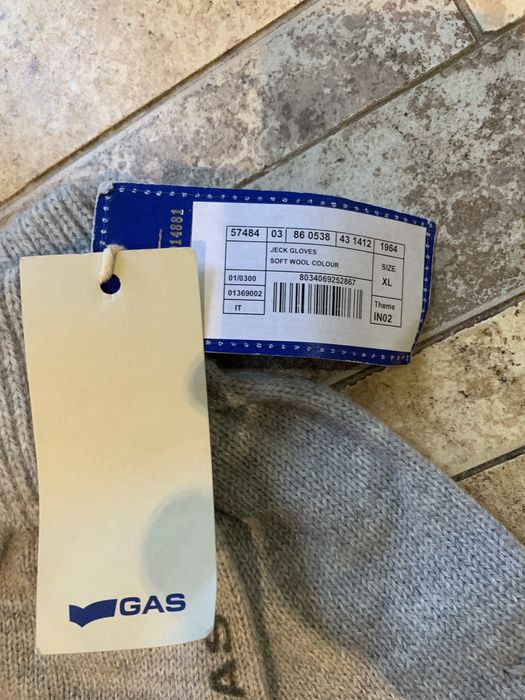 14881
57484 03 86 0538 43 1412 1964
JECK GLOVES
SOFT WOOL COLOUR
SIZE
XL
01/0300
8034069252867
01369002
IT
Theme
IN02
GAS
AS